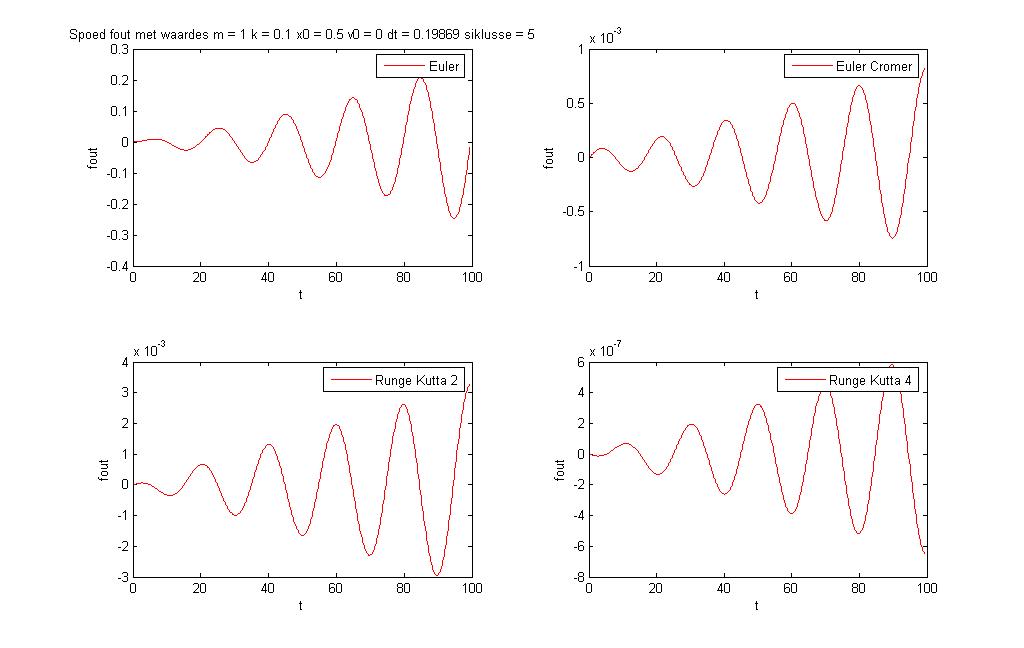 Spoed fout met waardes m = 1 k = 0.1 x0 = 0.5 v0 = 0 dt = 0.19869 siklusse = 5
0.3
0.2
0.1
0
-0.1
-0.2
-0.3
-0.4
fout
Euler
0 20 40 60 80 100
t
x 10-3
1
0.5
0
-0.5
-1
fout
Euler Cromer
0 20 40 60 80 100
t
x 10-3
4
3
2
1
0
-1
-2
-3
fout
Runge Kutta 2
0 20 40 60 80 100
t
x 10-7
6
4
2
0
-2
-4
-6
-8
fout
Runge Kutta 4
0 20 40 60 80 100
t